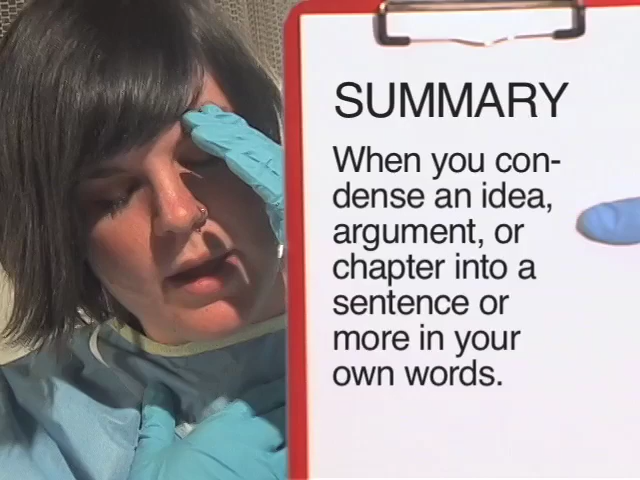 SUMMARY
When you con-
dense an idea,
argument, or
chapter into a
sentence or
more in your
own words.